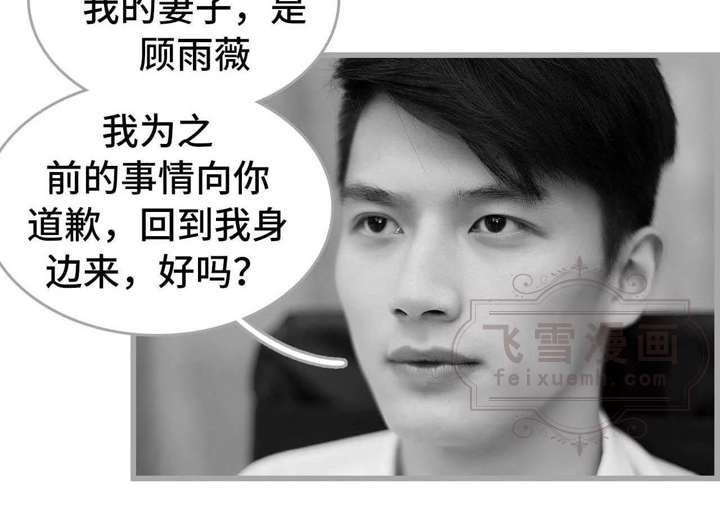 我的妻子，是
顾雨薇
我为之
前的事情向你
道歉，回到我身
边来，好吗？
飞雪漫画
feixuemh.com